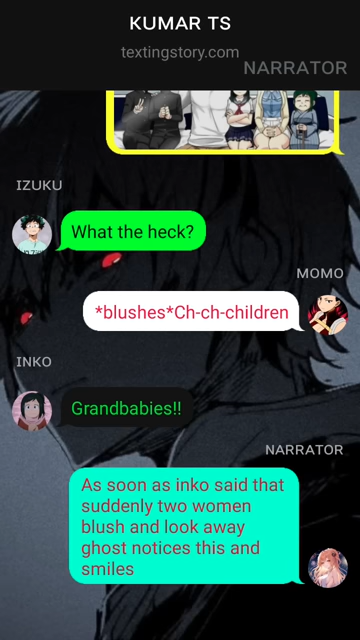 KUMAR TS
textingstory.com
NARRATOR
IZUKU
What the heck?
MOMO
*blushes*Ch-ch-children
INKO
Grandbabies!!
NARRATOR
As soon as inko said that
suddenly two women
blush and look away
ghost notices this and
smiles